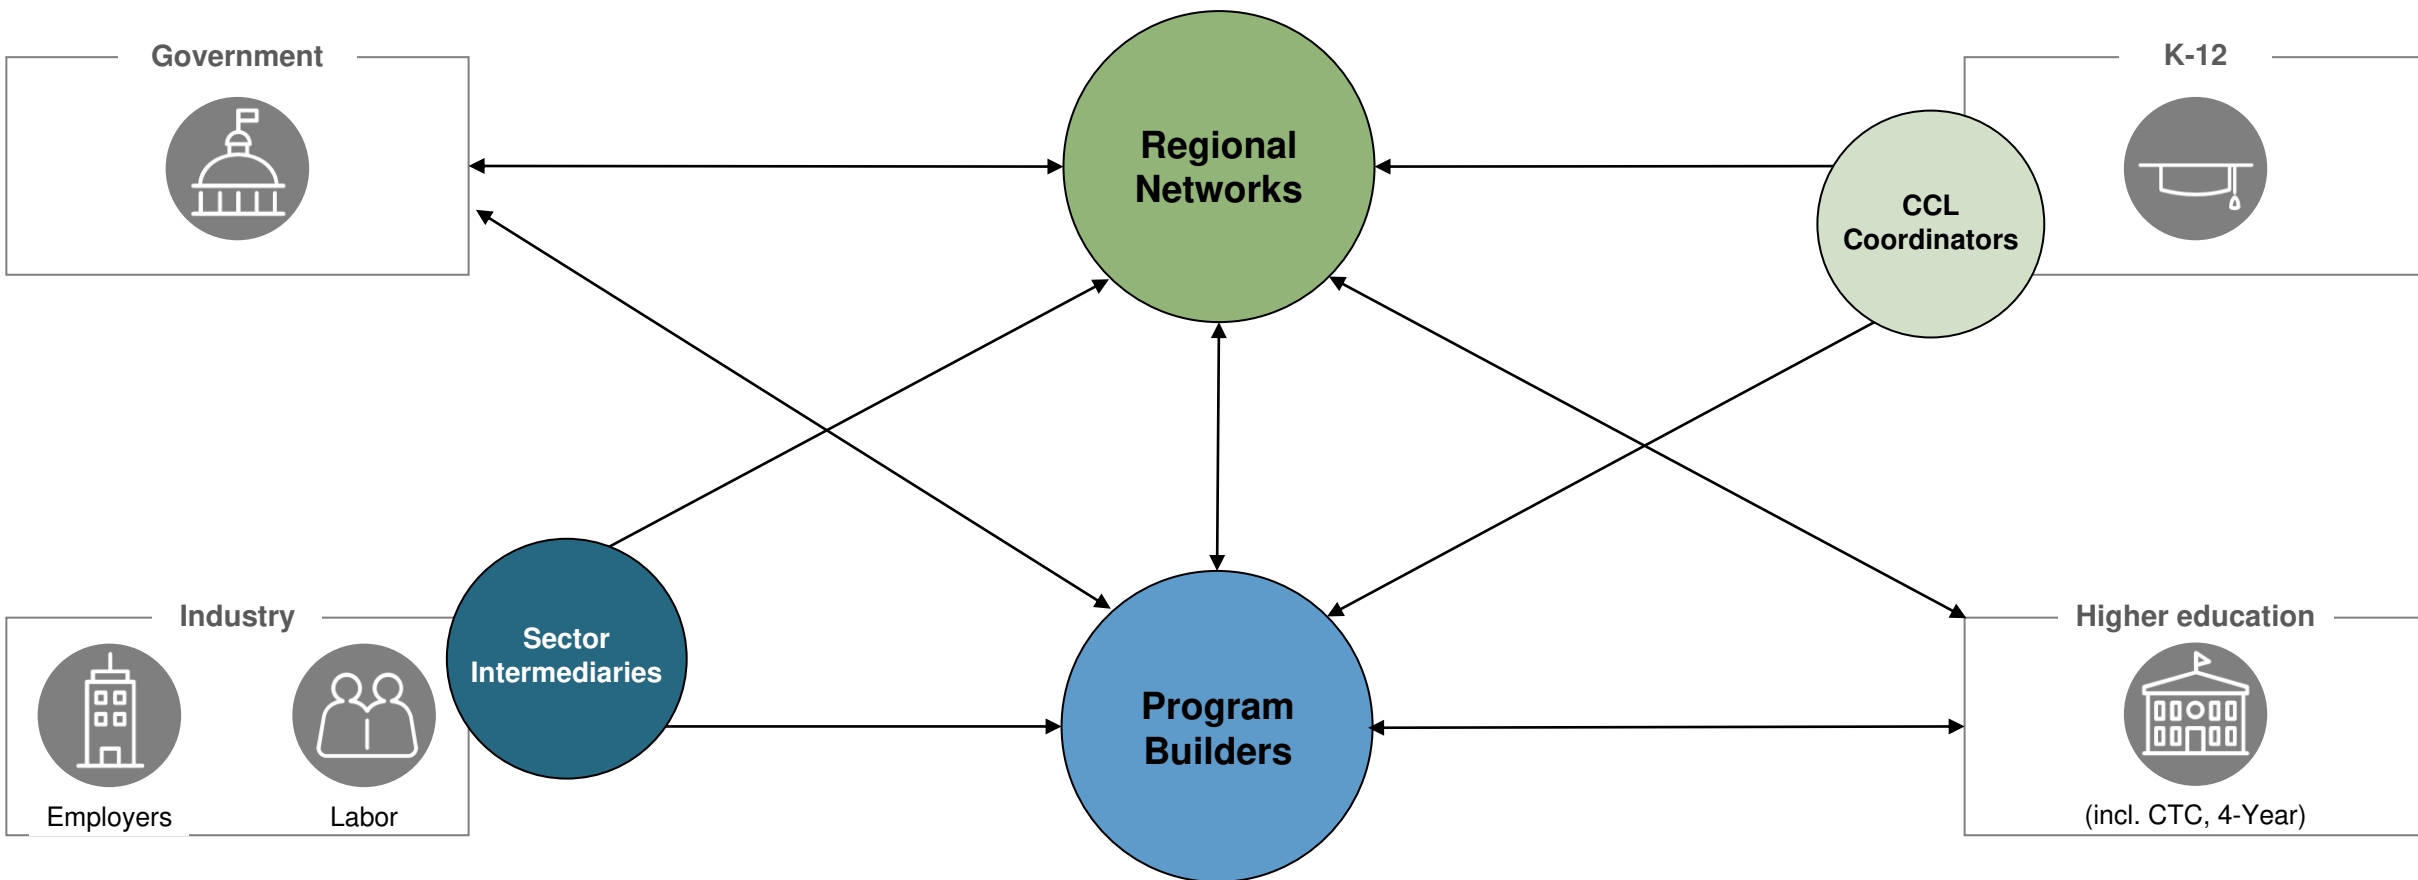 Government
K-12
Regional
Networks
CCL
Coordinators
Industry
Employers
Labor
Sector
Intermediaries
Program
Builders
Higher education
(incl. CTC, 4-Year)